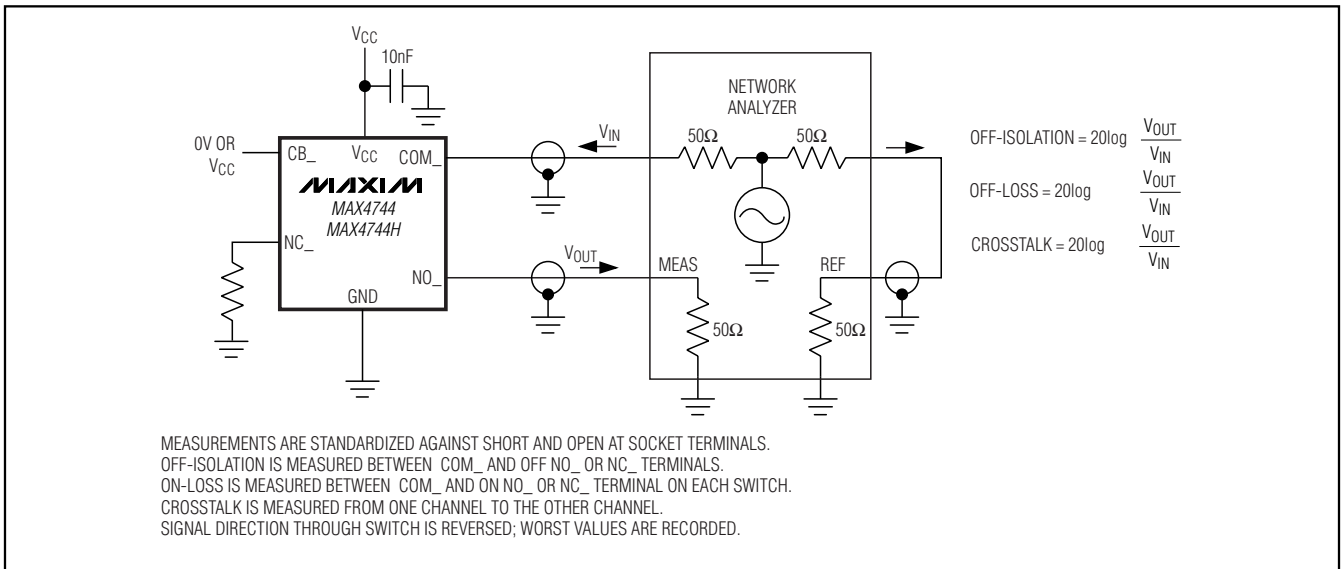 VCC
10nF
0V OR
VCC
CB_
VCC
COM_
MAXIM
MAX4744
MAX4744H
NC_
NO_
GND
VIN
VOUT
NETWORK
ANALYZER
50Ω
50Ω
MEAS
REF
50Ω
50Ω
OFF-ISOLATION = 20log VOUT
VIN
OFF-LOSS = 20log VOUT
VIN
CROSSTALK = 20log VOUT
VIN
MEASUREMENTS ARE STANDARDIZED AGAINST SHORT AND OPEN AT SOCKET TERMINALS.
OFF-ISOLATION IS MEASURED BETWEEN COM_ AND OFF NO_ OR NC_ TERMINALS.
ON-LOSS IS MEASURED BETWEEN COM_ AND ON NO_ OR NC_ TERMINAL ON EACH SWITCH.
CROSSTALK IS MEASURED FROM ONE CHANNEL TO THE OTHER CHANNEL.
SIGNAL DIRECTION THROUGH SWITCH IS REVERSED; WORST VALUES ARE RECORDED.